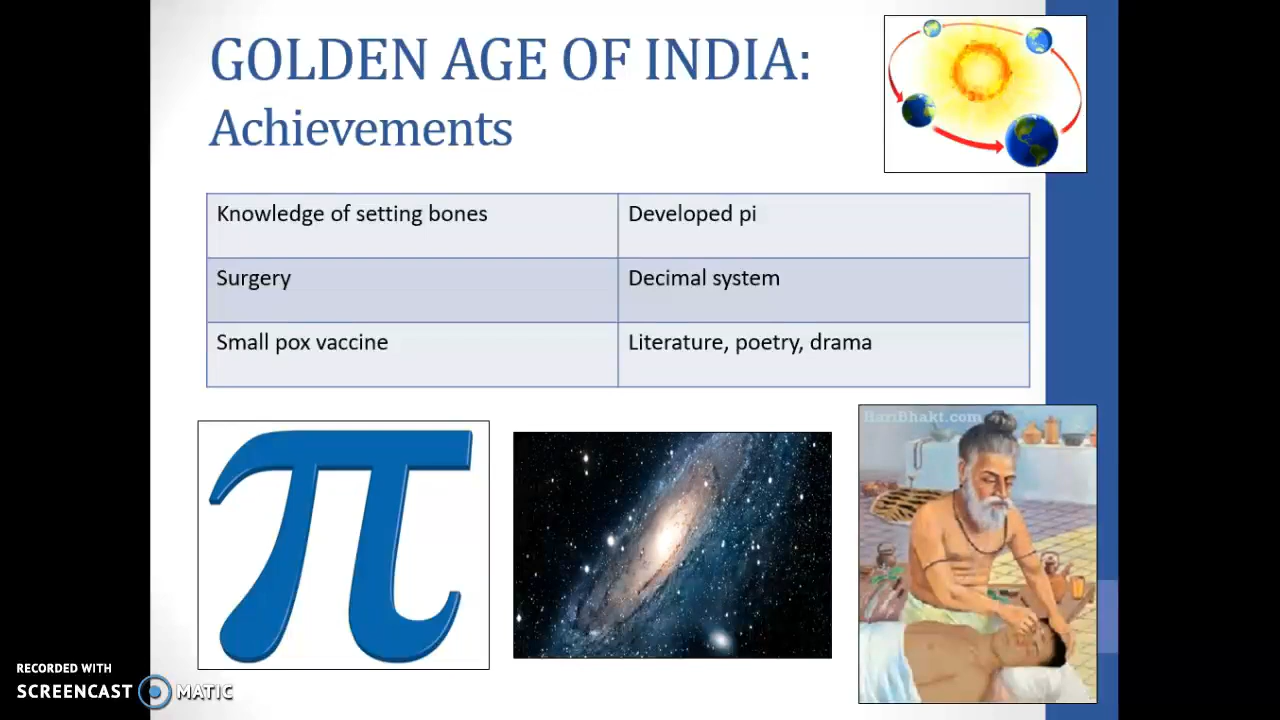 GOLDEN AGE OF INDIA:
Achievements
Knowledge of setting bones
Developed pi
Surgery
Decimal system
Small pox vaccine
Literature, poetry, drama
π
HariBhakt.com
RECORDED WITH
SCREENCAST MATIC